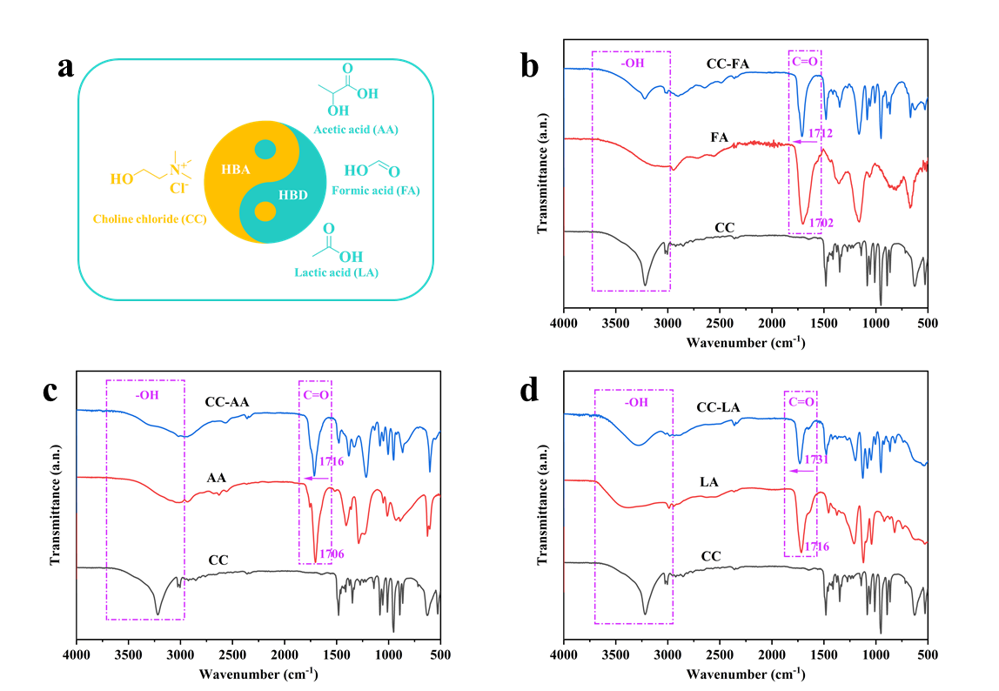 a
O
OH
OH
Acetic acid (AA)
HBA
HBD
N+
HO
Cl-
Choline chloride (CC)
HO
O
Formic acid (FA)
O
OH
Lactic acid (LA)
b
-OH
C=O
CC-FA
1712
FA
1702
CC
Transmittance (a.n.)
4000 3500 3000 2500 2000 1500 1000 500
Wavenumber (cm-1)
c
-OH
C=O
CC-AA
1716
AA
1706
CC
Transmittance (a.n.)
4000 3500 3000 2500 2000 1500 1000 500
Wavenumber (cm-1)
d
-OH
C=O
CC-LA
1731
LA
1716
CC
Transmittance (a.n.)
4000 3500 3000 2500 2000 1500 1000 500
Wavenumber (cm-1)